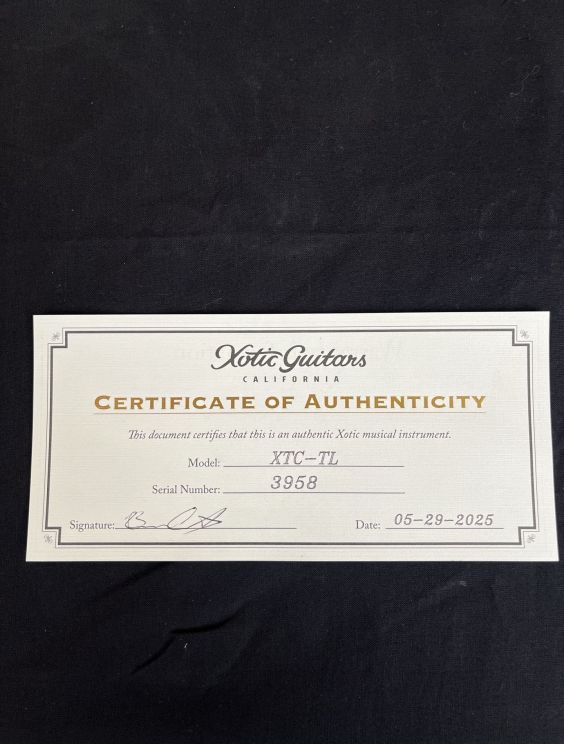 Xotic Guitars
CALIFORNIA
CERTIFICATE OF AUTHENTICITY
This document certifies that this is an authentic Xotic musical instrument.
Model: XTC-TL
Serial Number: 3958
Signature: Date: 05-29-2025